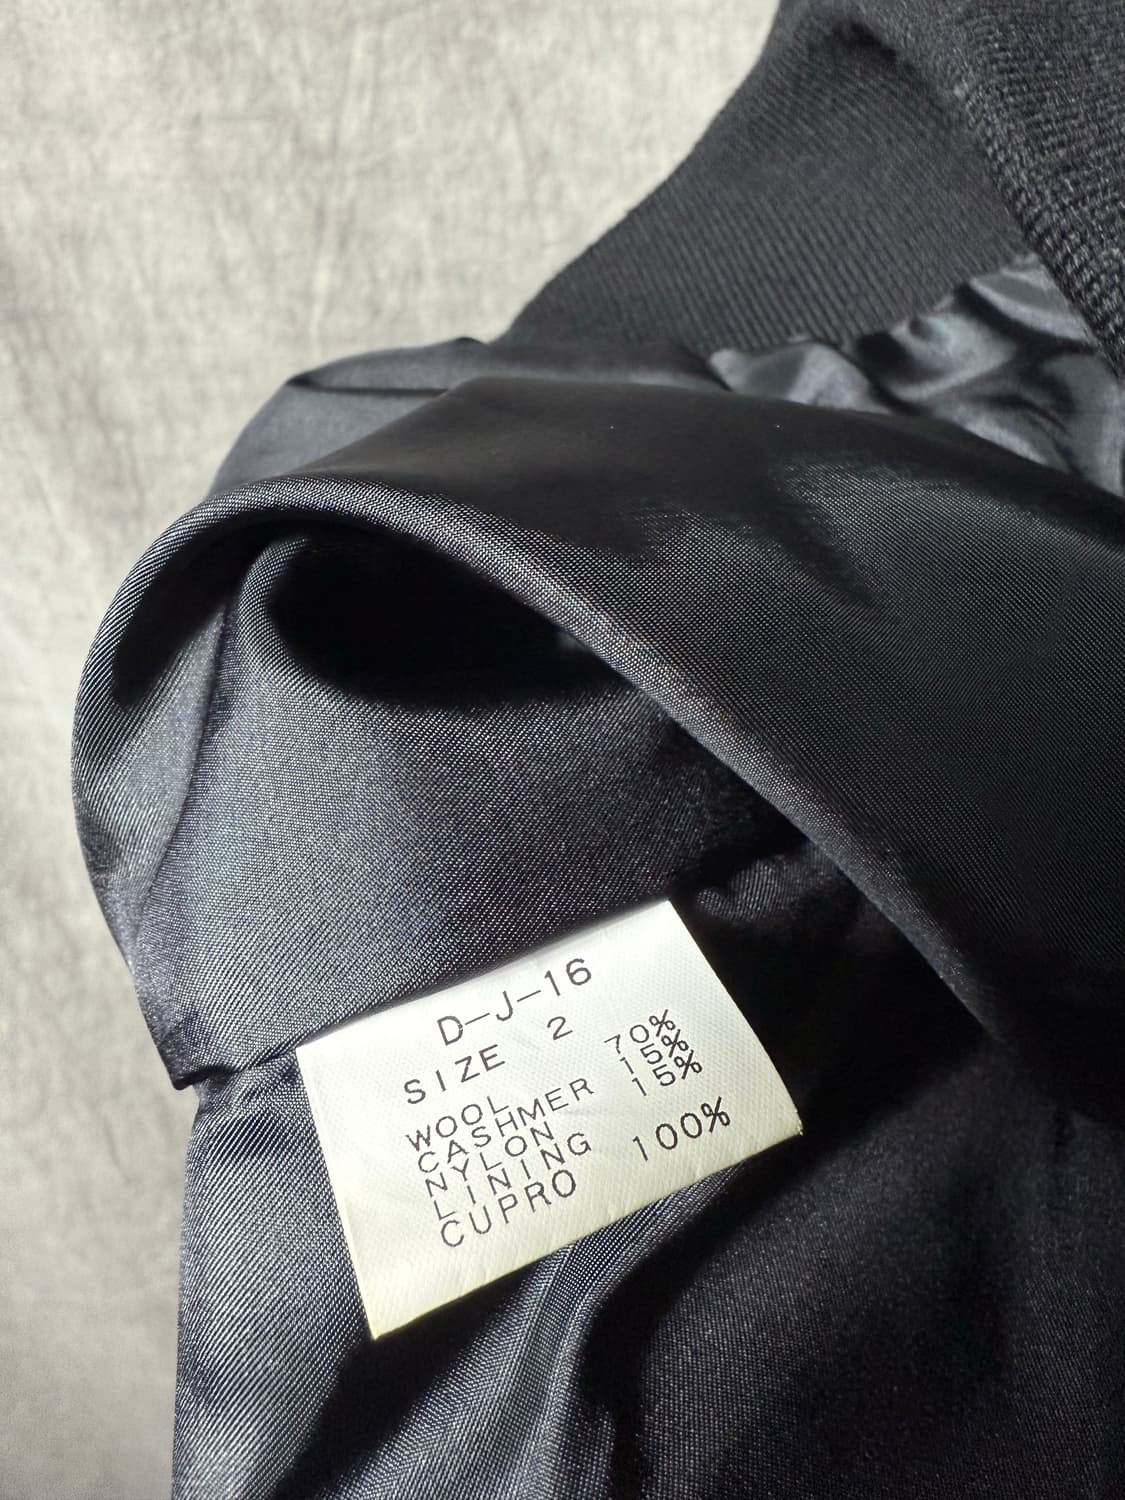 D-J-16
SIZE 2
WOOL 70%
CASHMER 15%
NYLON 15%
LINING
CUPRO 100%